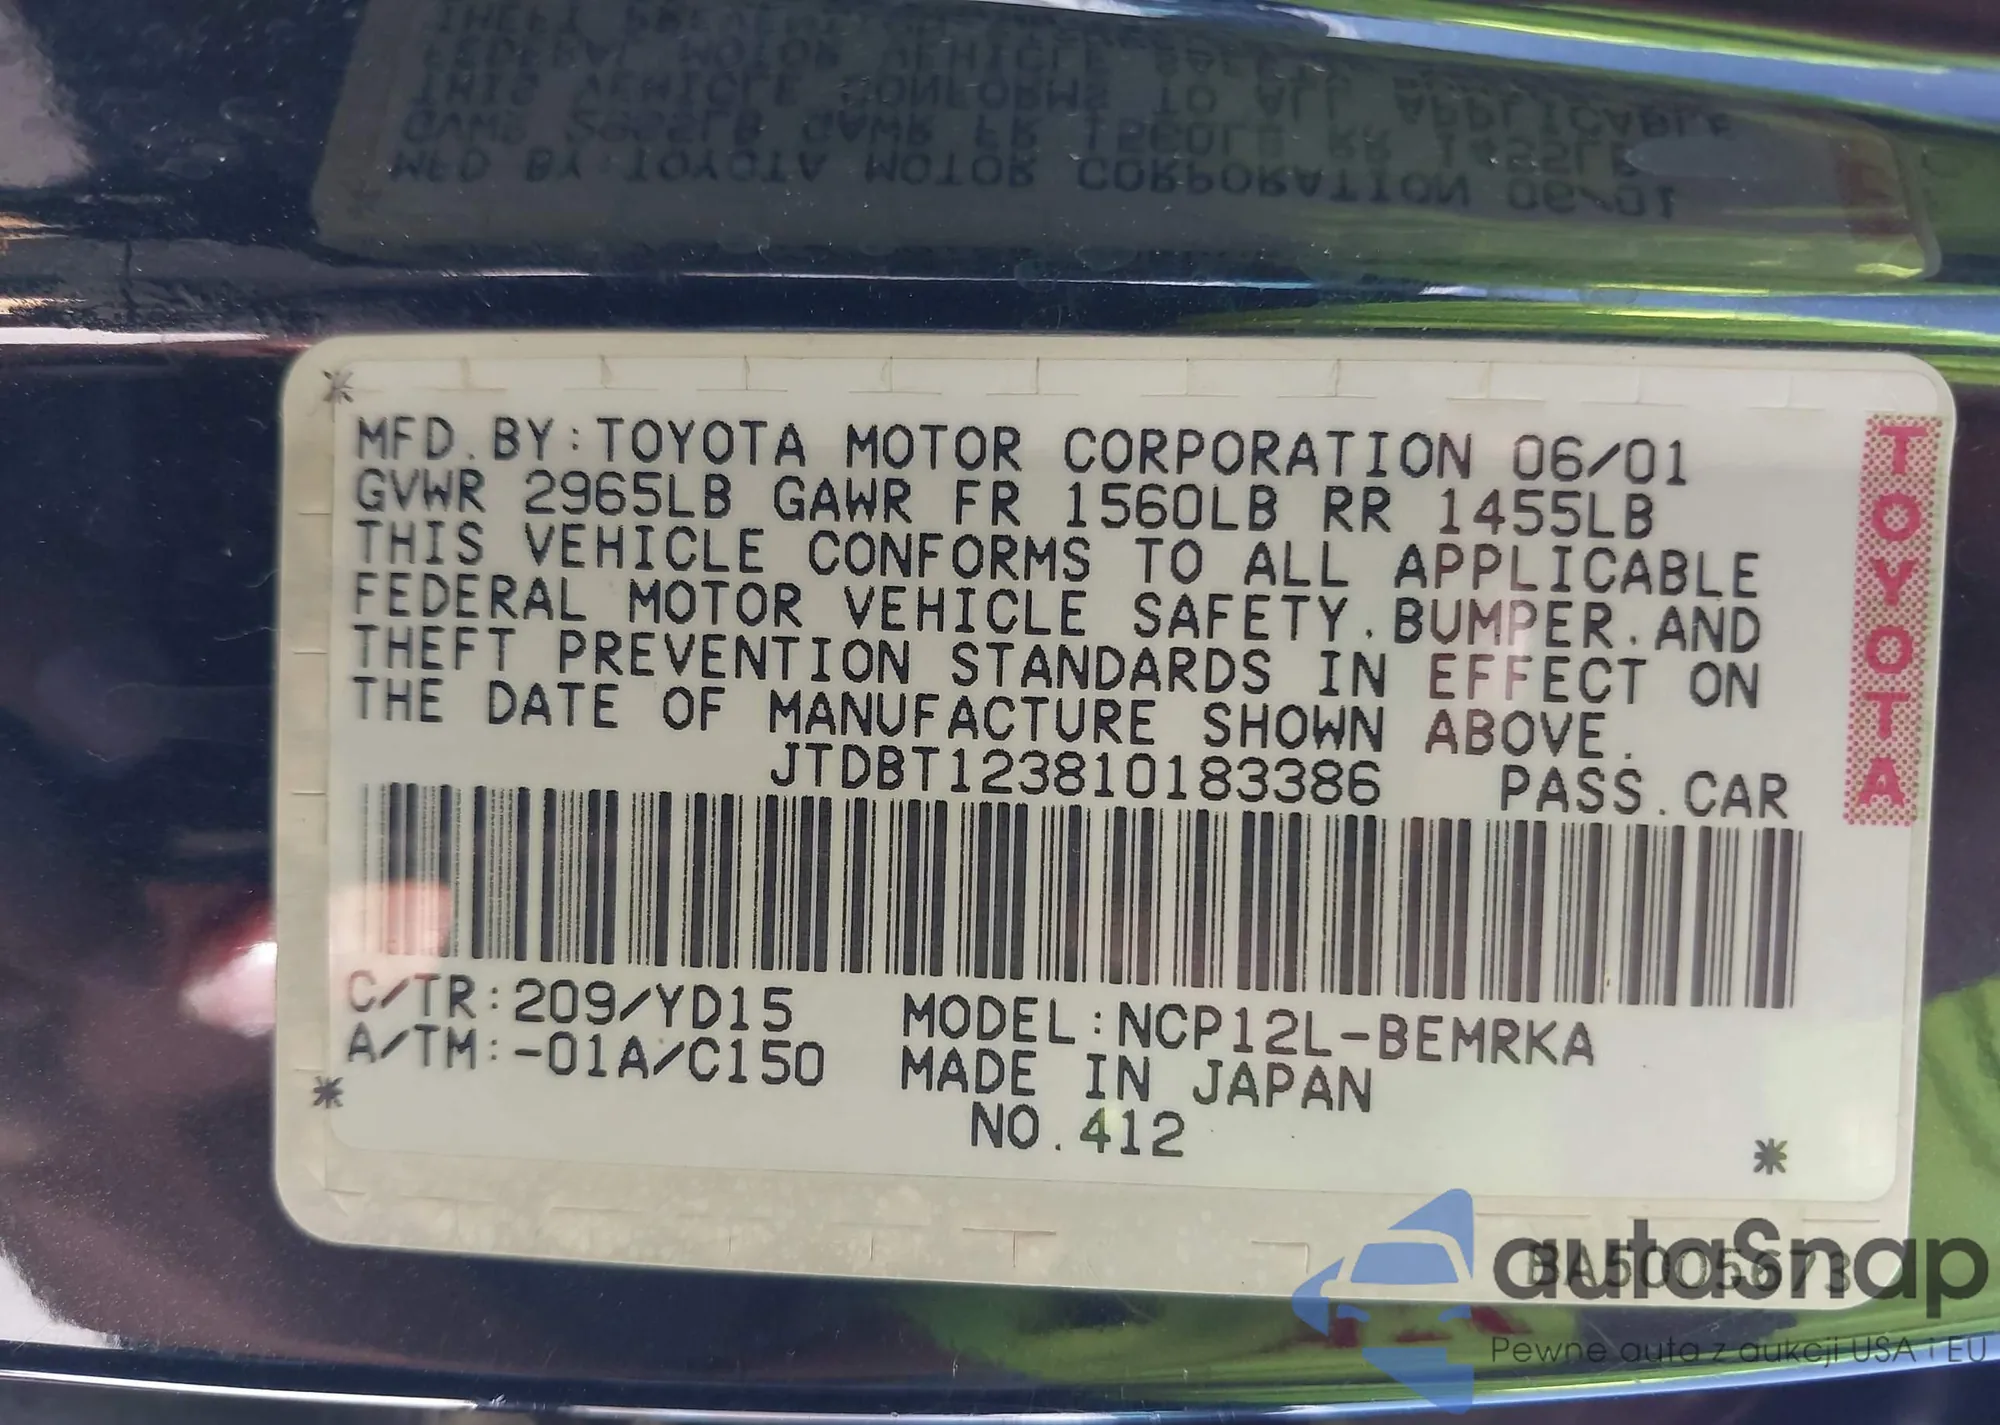 MFD.BY:TOYOTA MOTOR CORPORATION 06/01
GVWR 2965LB GAWR FR 1560LB RR 1455LB
THIS VEHICLE CONFORMS TO ALL APPLICABLE
FEDERAL MOTOR VEHICLE SAFETY.BUMPER.AND
THEFT PREVENTION STANDARDS IN EFFECT ON
THE DATE OF MANUFACTURE SHOWN ABOVE.
JTDBT123810183386 PASS.CAR
C/TR:209/YD15 MODEL:NCP12L-BEMRKA
A/TM:-01A/C150 MADE IN JAPAN
NO.412
TOYOTA
autaSnap
Pewne auta z aukcji USA i EU